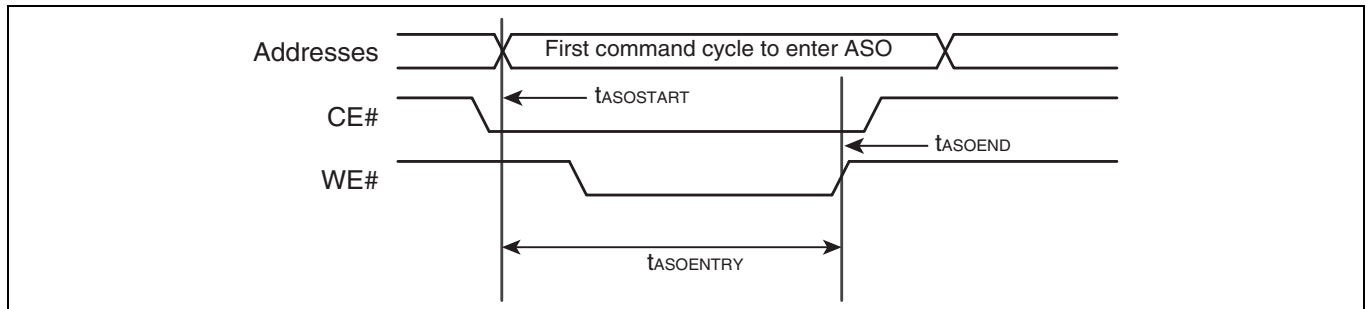 Addresses
First command cycle to enter ASO
tASOSTART
CE#
tASOEND
WE#
tASOENTRY